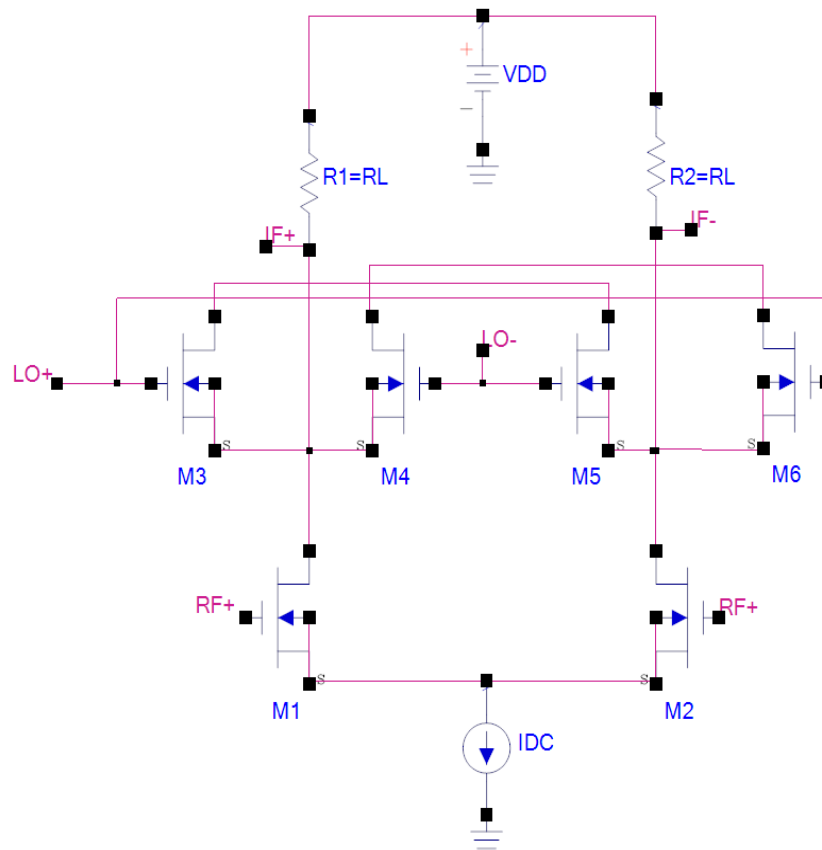 +
VDD
−
R1=RL
R2=RL
IF+
IF-
LO+
LO-
S
S
S
S
M3
M4
M5
M6
RF+
RF+
S
S
M1
M2
IDC